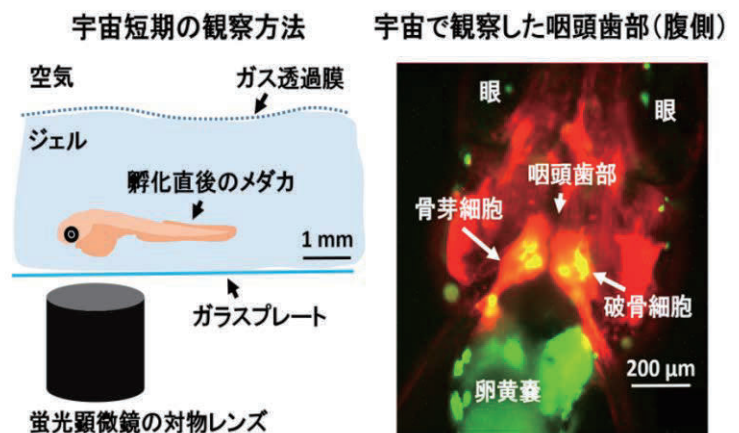 宇宙短期の観察方法
空気
ガス透過膜
ジェル
孵化直後のメダカ
1 mm
ガラスプレート
蛍光顕微鏡の対物レンズ
宇宙で観察した咽頭歯部(腹側)
眼
眼
咽頭歯部
骨芽細胞
破骨細胞
200 μm
卵黄嚢